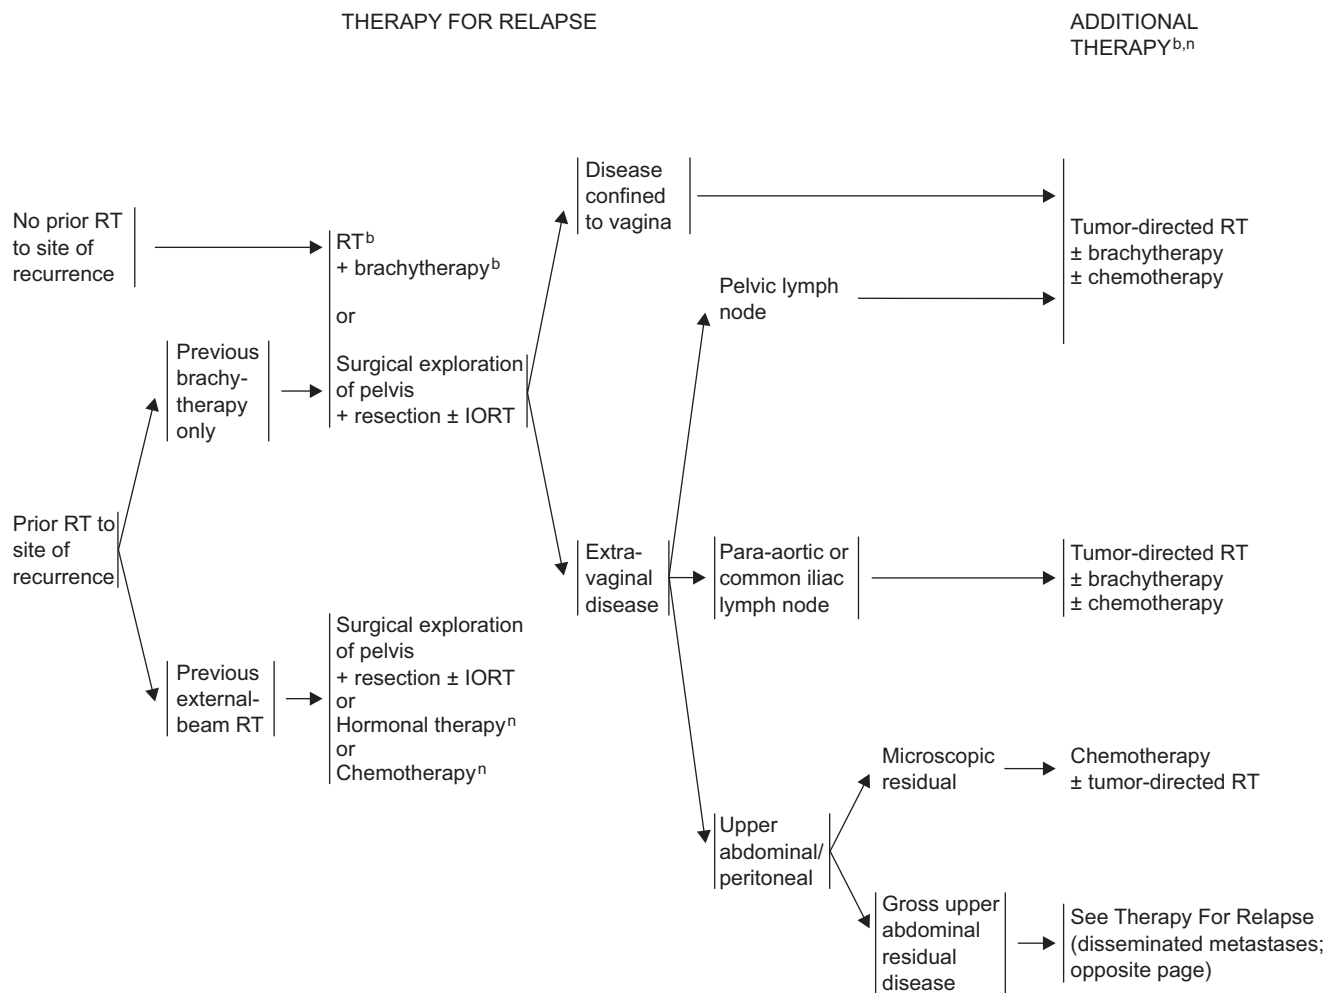 THERAPY FOR RELAPSE
ADDITIONAL
THERAPYb,n
No prior RT
to site of
recurrence
Prior RT to
site of
recurrence
Previous
brachy-
therapy
only
Previous
external-
beam RT
RTb
+ brachytherapyb
or
Surgical exploration
of pelvis
+ resection ± IORT
Surgical exploration
of pelvis
+ resection ± IORT
or
Hormonal therapyn
or
Chemotherapyn
Disease
confined
to vagina
Extra-
vaginal
disease
Pelvic lymph
node
Para-aortic or
common iliac
lymph node
Upper
abdominal/
peritoneal
Microscopic
residual
Gross upper
abdominal
residual
disease
Tumor-directed RT
± brachytherapy
± chemotherapy
Tumor-directed RT
± brachytherapy
± chemotherapy
Chemotherapy
± tumor-directed RT
See Therapy For Relapse
(disseminated metastases;
opposite page)